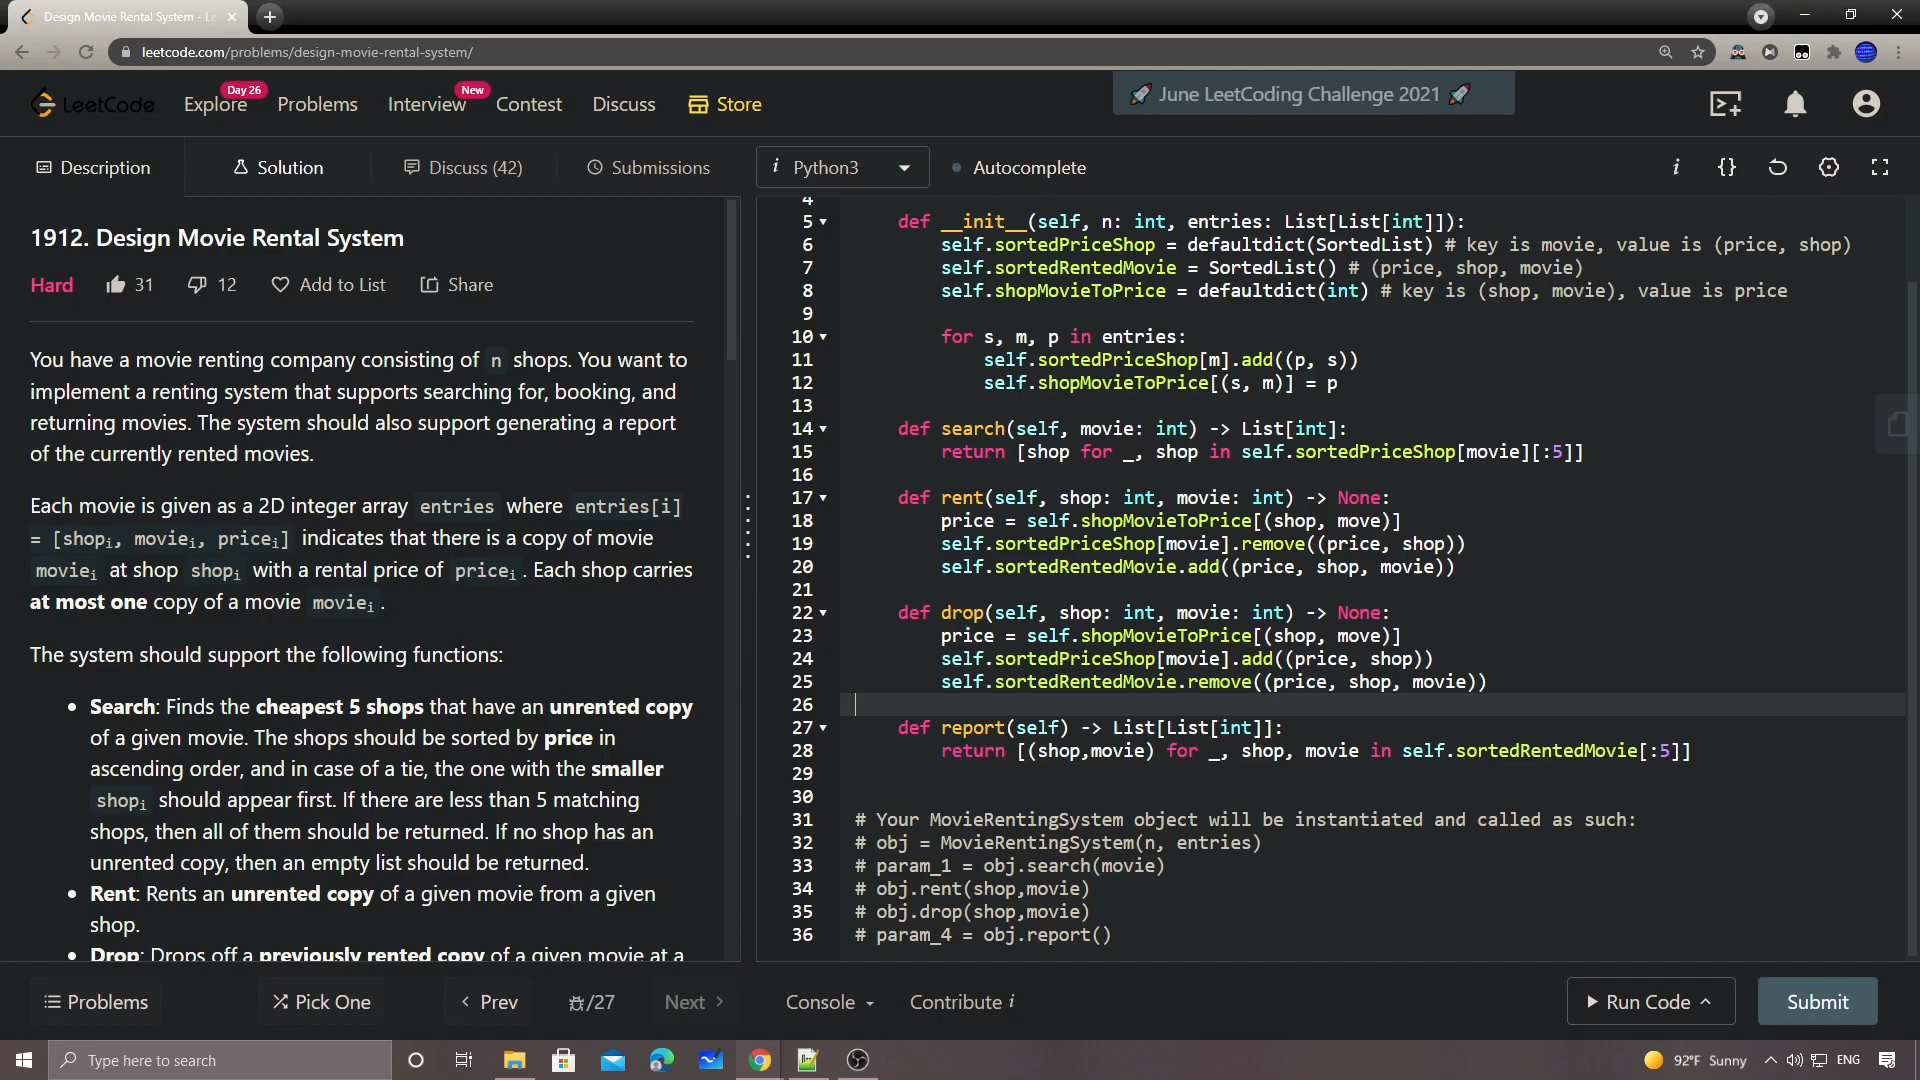 Design Movie Rental System - Le
leetcode.com/problems/design-movie-rental-system/
LeetCode
Explore
Day 26
Problems
Interview
New
Contest
Discuss
Store
🚀 June LeetCoding Challenge 2021 🚀
Description
Solution
Discuss (42)
Submissions
i Python3
Autocomplete
1912. Design Movie Rental System
Hard 31 12 Add to List Share
You have a movie renting company consisting of n shops. You want to
implement a renting system that supports searching for, booking, and
returning movies. The system should also support generating a report
of the currently rented movies.
Each movie is given as a 2D integer array entries where entries[i]
= [shopi, moviei, pricei] indicates that there is a copy of movie
moviei at shop shopi with a rental price of pricei. Each shop carries
at most one copy of a movie moviei.
The system should support the following functions:
• Search: Finds the cheapest 5 shops that have an unrented copy
of a given movie. The shops should be sorted by price in
ascending order, and in case of a tie, the one with the smaller
shopi should appear first. If there are less than 5 matching
shops, then all of them should be returned. If no shop has an
unrented copy, then an empty list should be returned.
• Rent: Rents an unrented copy of a given movie from a given
shop.
• Drop: Drops off a previously rented copy of a given movie at a
4
5 def __init__(self, n: int, entries: List[List[int]]):
6 self.sortedPriceShop = defaultdict(SortedList) # key is movie, value is (price, shop)
7 self.sortedRentedMovie = SortedList() # (price, shop, movie)
8 self.shopMovieToPrice = defaultdict(int) # key is (shop, movie), value is price
9
10 for s, m, p in entries:
11 self.sortedPriceShop[m].add((p, s))
12 self.shopMovieToPrice[(s, m)] = p
13
14 def search(self, movie: int) -> List[int]:
15 return [shop for _, shop in self.sortedPriceShop[movie][:5]]
16
17 def rent(self, shop: int, movie: int) -> None:
18 price = self.shopMovieToPrice[(shop, move)]
19 self.sortedPriceShop[movie].remove((price, shop))
20 self.sortedRentedMovie.add((price, shop, movie))
21
22 def drop(self, shop: int, movie: int) -> None:
23 price = self.shopMovieToPrice[(shop, move)]
24 self.sortedPriceShop[movie].add((price, shop))
25 self.sortedRentedMovie.remove((price, shop, movie))
26
27 def report(self) -> List[List[int]]:
28 return [(shop,movie) for _, shop, movie in self.sortedRentedMovie[:5]]
29
30
31 # Your MovieRentingSystem object will be instantiated and called as such:
32 # obj = MovieRentingSystem(n, entries)
33 # param_1 = obj.search(movie)
34 # obj.rent(shop,movie)
35 # obj.drop(shop,movie)
36 # param_4 = obj.report()
Problems
Pick One
Prev
/27
Next
Console
Contribute i
Run Code
Submit
Type here to search
92°F Sunny
ENG